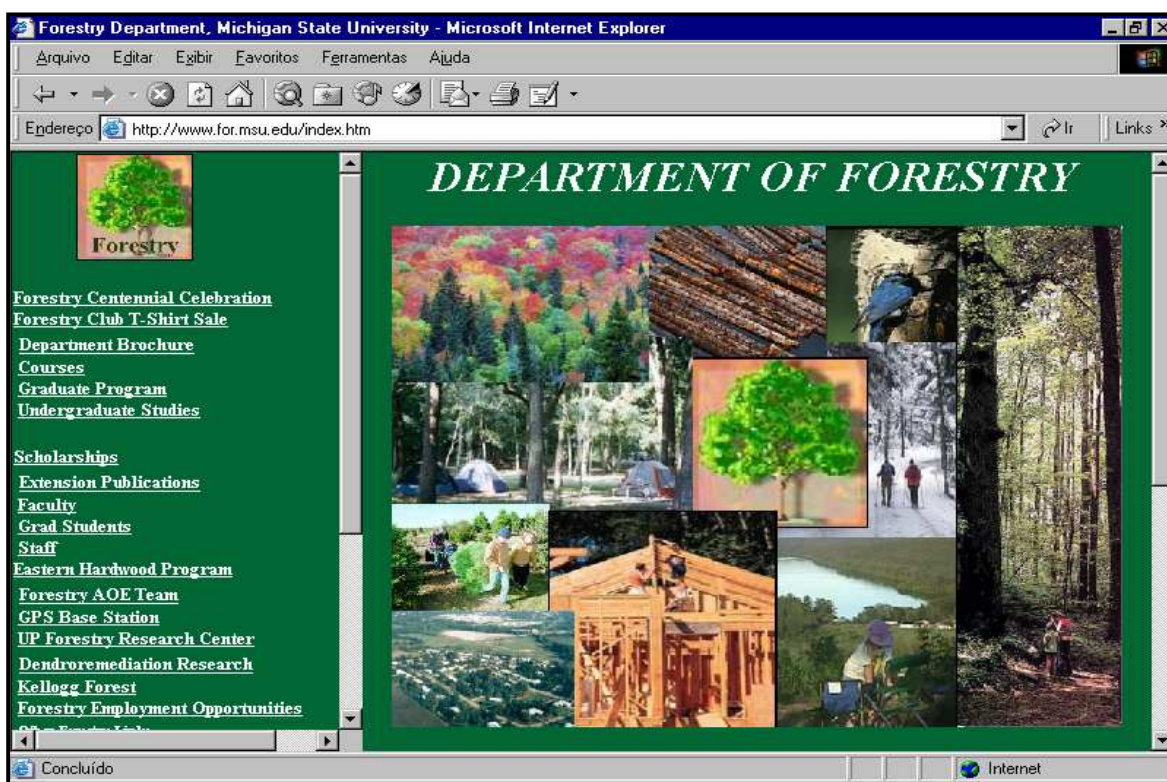 Forestry Department, Michigan State University - Microsoft Internet Explorer
Arquivo Editar Exibir Favoritos Ferramentas Ajuda
Endereço http://www.for.msu.edu/index.htm Ir Links
Forestry
Forestry Centennial Celebration
Forestry Club T-Shirt Sale
Department Brochure
Courses
Graduate Program
Undergraduate Studies
Scholarships
Extension Publications
Faculty
Grad Students
Staff
Eastern Hardwood Program
Forestry AOE Team
GPS Base Station
UP Forestry Research Center
Dendroremediation Research
Kellogg Forest
Forestry Employment Opportunities
DEPARTMENT OF FORESTRY
Concluído Internet